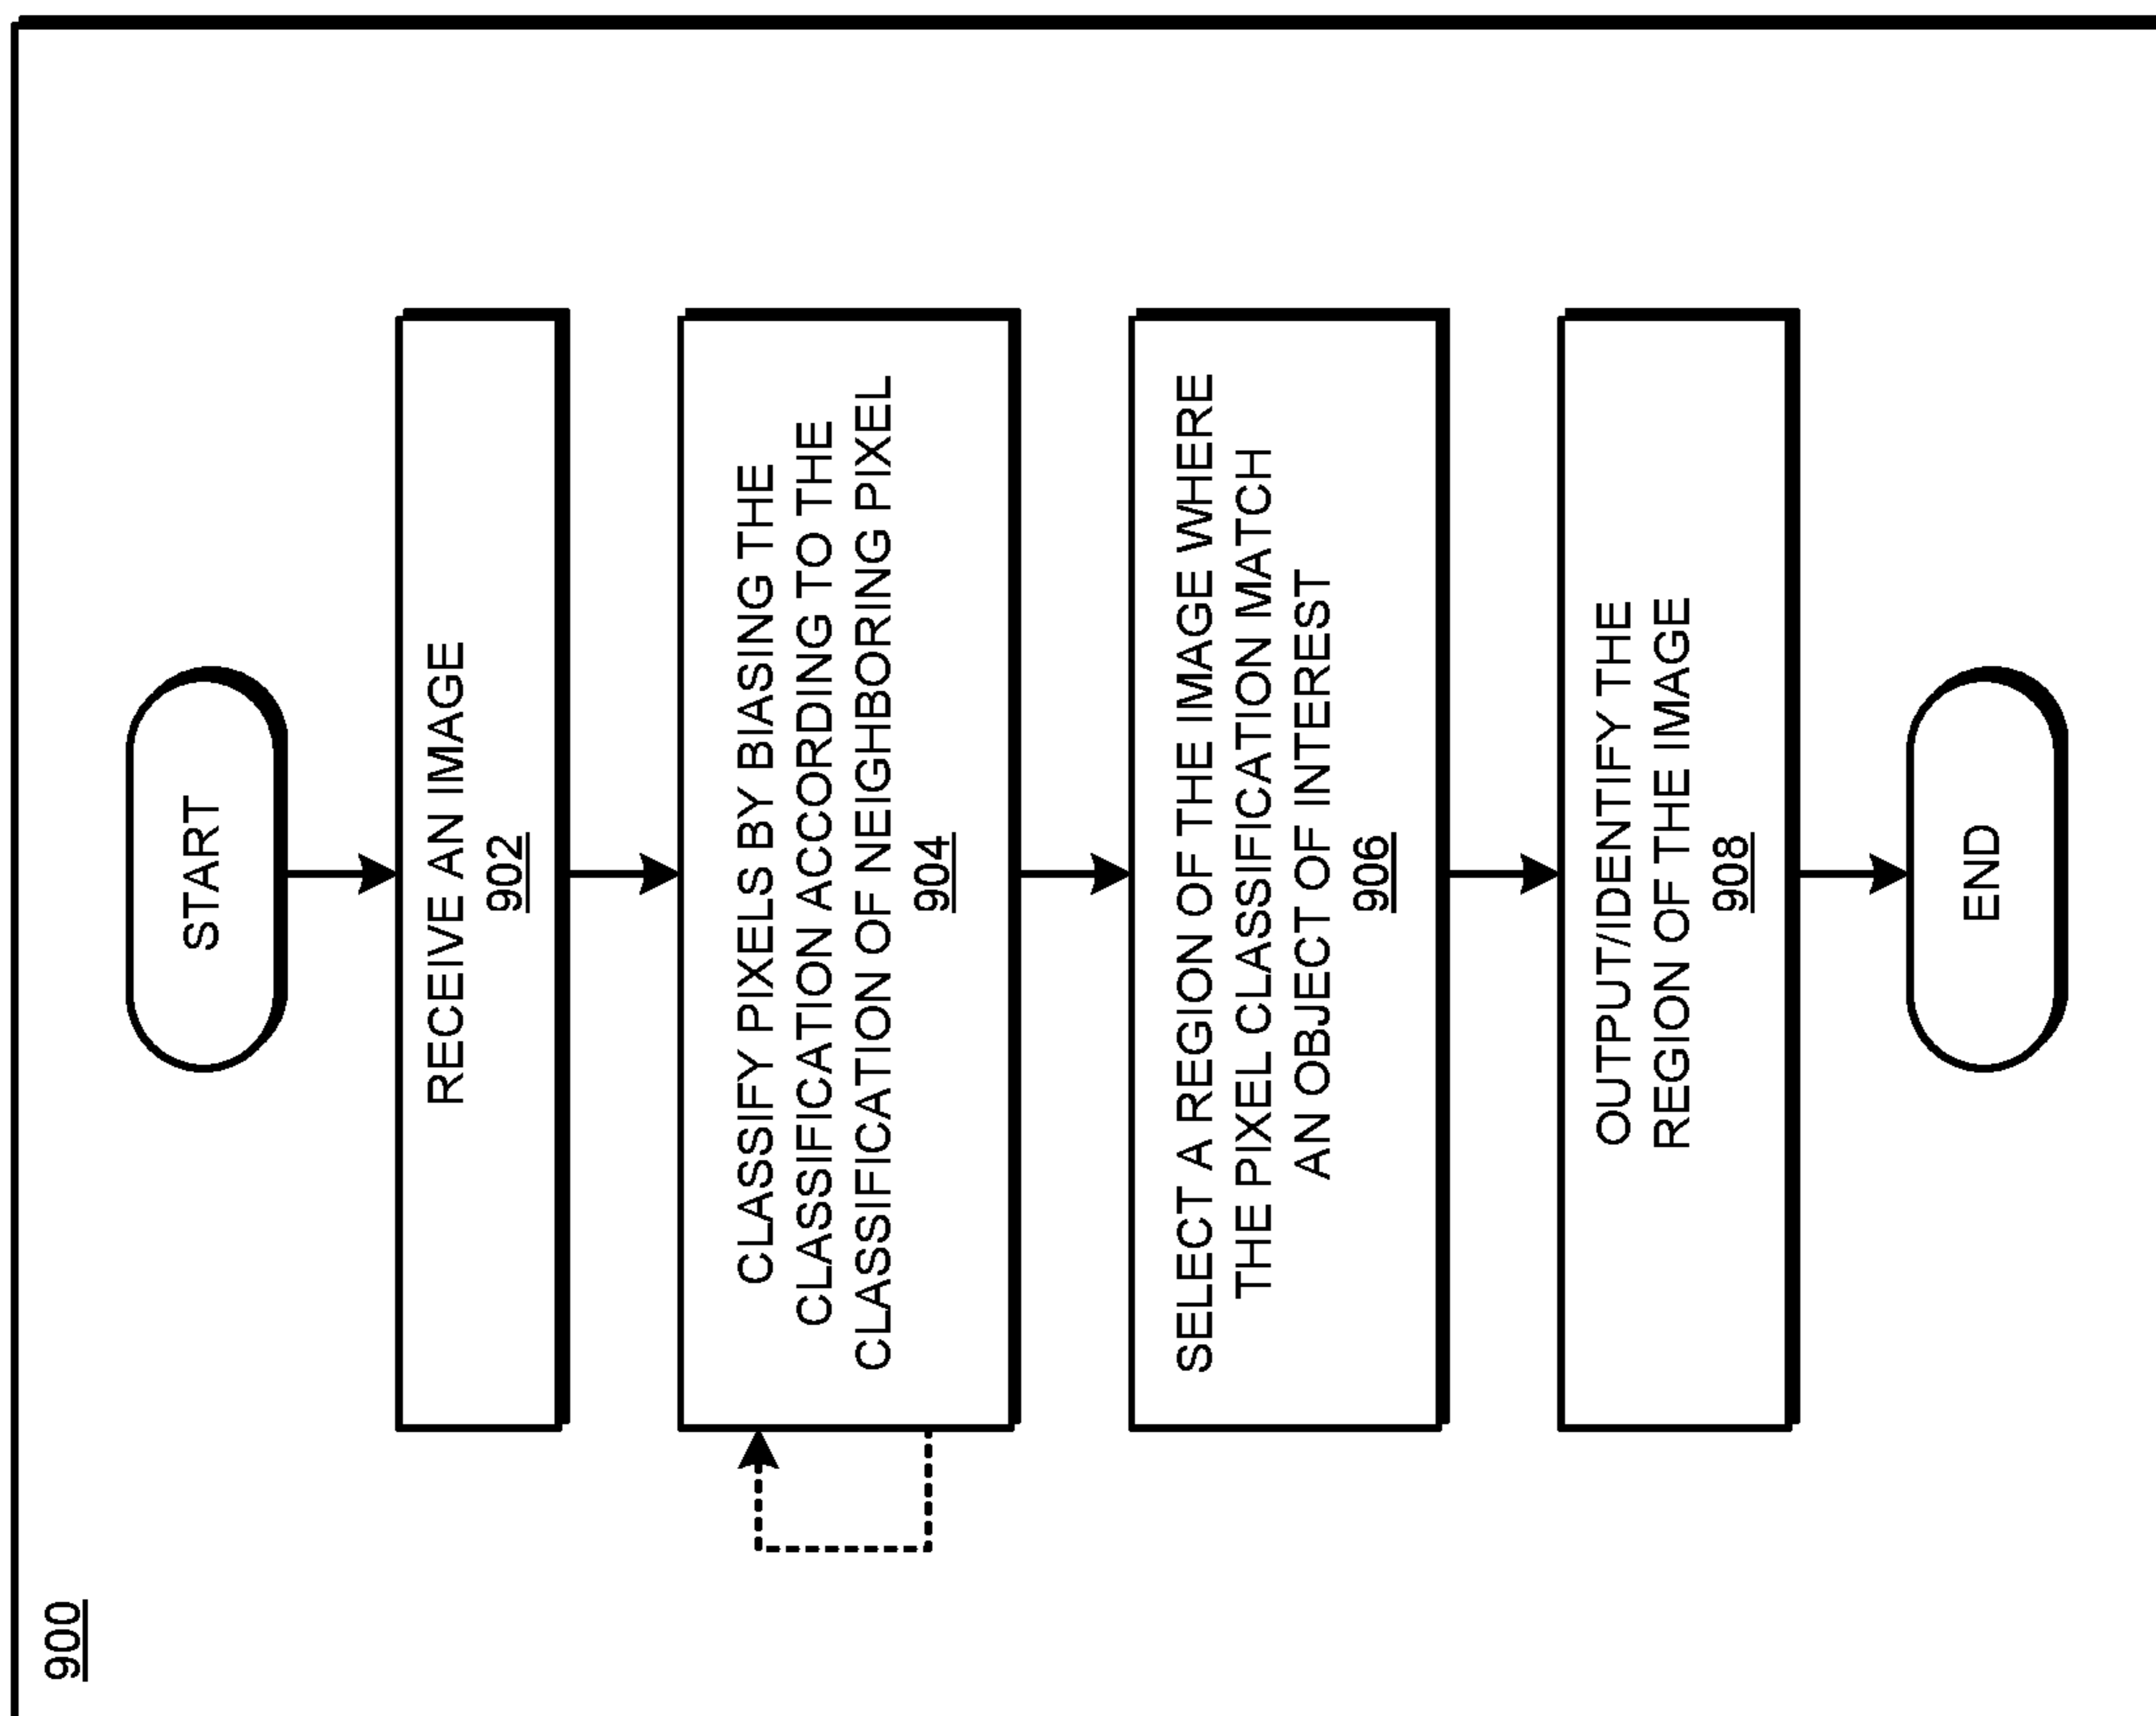 900
START
RECEIVE AN IMAGE
902
CLASSIFY PIXELS BY BIASING THE
CLASSIFICATION ACCORDING TO THE
CLASSIFICATION OF NEIGHBORING PIXEL
904
SELECT A REGION OF THE IMAGE WHERE
THE PIXEL CLASSIFICATION MATCH
AN OBJECT OF INTEREST
906
OUTPUT/IDENTIFY THE
REGION OF THE IMAGE
908
END